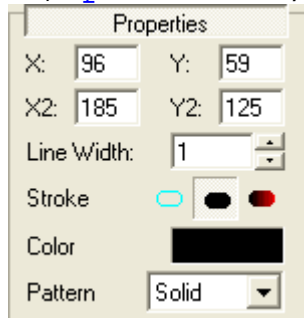 Properties
X: 96 Y: 59
X2: 185 Y2: 125
Line Width: 1
Stroke
Color
Pattern Solid